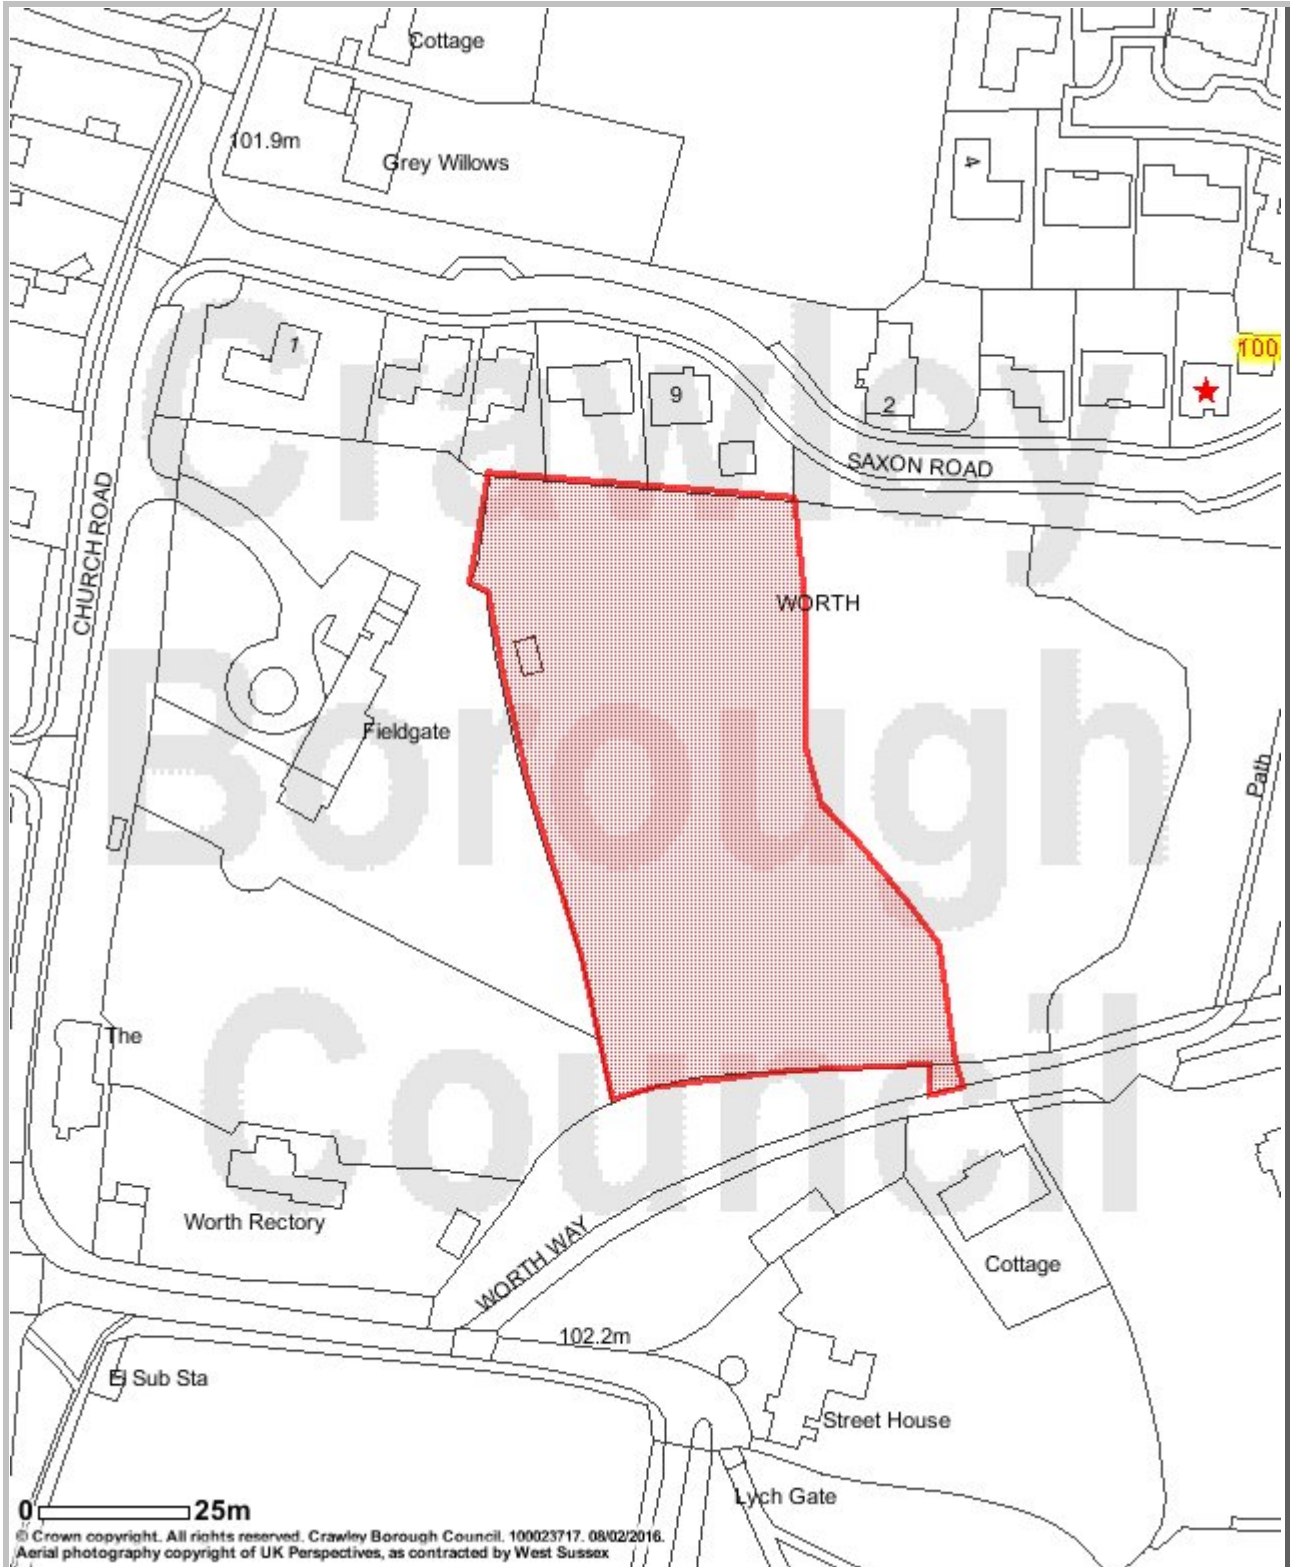 Cottage
101.9m
Grey Willows
4
1
100
9
2
SAXON ROAD
CHURCH ROAD
WORTH
Fieldgate
Path
The
Worth Rectory
WORTH WAY
Cottage
102.2m
El Sub Sta
Street House
Lych Gate
Crawley
Borough
Council
0 25m
© Crown copyright. All rights reserved. Crawley Borough Council. 100023717. 08/02/2016.
Aerial photography copyright of UK Perspectives, as contracted by West Sussex